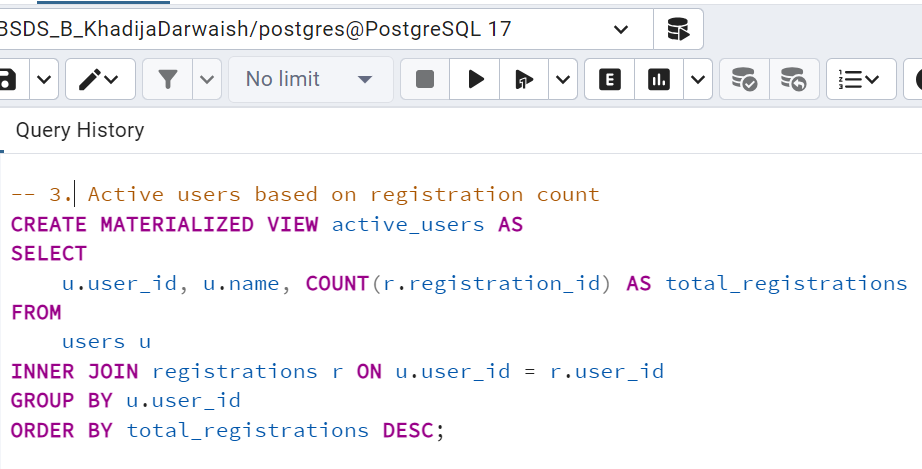 BSDS_B_KhadijaDarwaish/postgres@PostgreSQL 17
No limit
E
Query History
-- 3. Active users based on registration count
CREATE MATERIALIZED VIEW active_users AS
SELECT
    u.user_id, u.name, COUNT(r.registration_id) AS total_registrations
FROM
    users u
INNER JOIN registrations r ON u.user_id = r.user_id
GROUP BY u.user_id
ORDER BY total_registrations DESC;